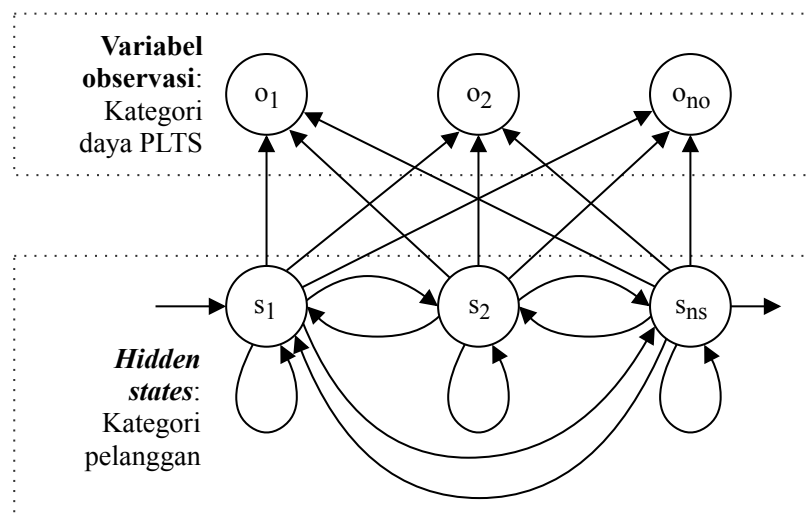 Variabel
observasi:
Kategori
daya PLTS
o1
o2
ono
s1
s2
sns
Hidden
states:
Kategori
pelanggan